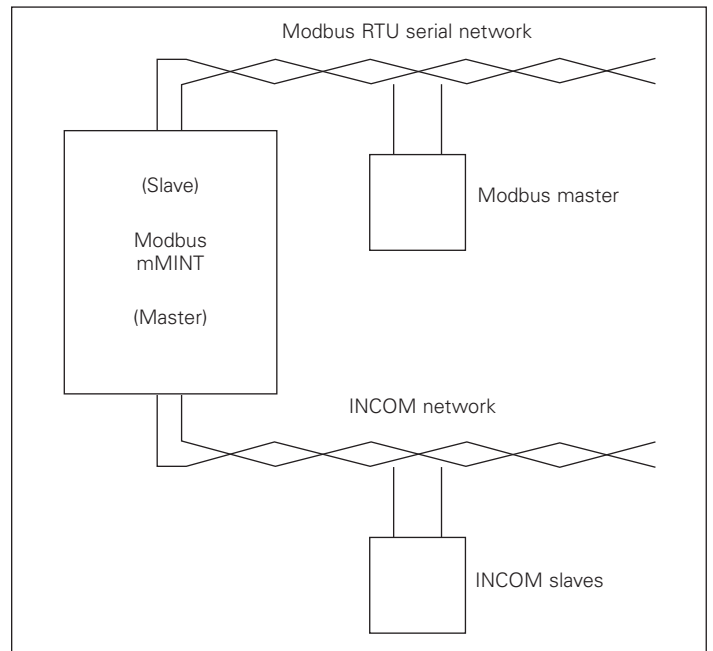 Modbus RTU serial network
(Slave)
Modbus
mMINT
(Master)
Modbus master
INCOM network
INCOM slaves